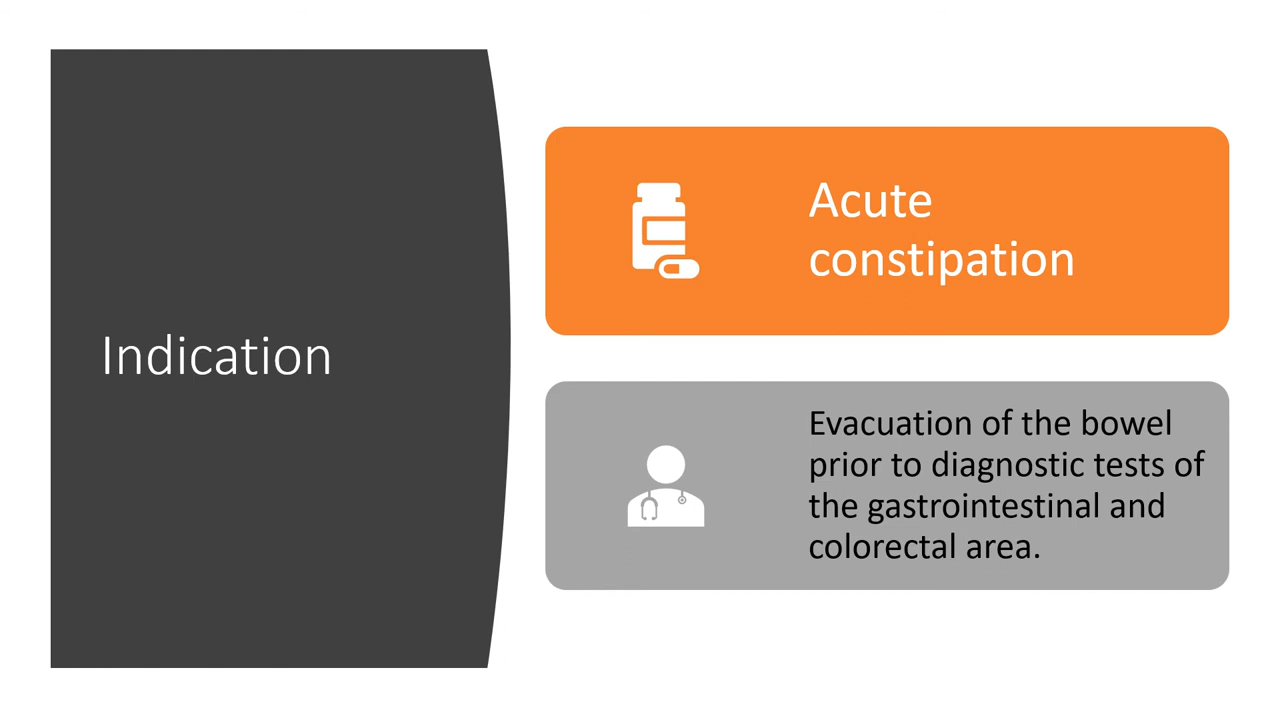 Indication
Acute
constipation
Evacuation of the bowel
prior to diagnostic tests of
the gastrointestinal and
colorectal area.